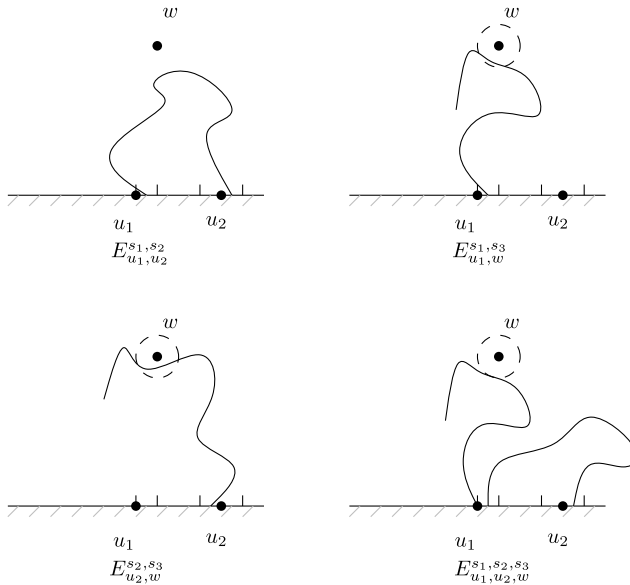 w w
u₁ u₂ u₁ u₂
E^{s₁,s₂}_{u₁,u₂} E^{s₁,s₃}_{u₁,w}
w w
u₁ u₂ u₁ u₂
E^{s₂,s₃}_{u₂,w} E^{s₁,s₂,s₃}_{u₁,u₂,w}